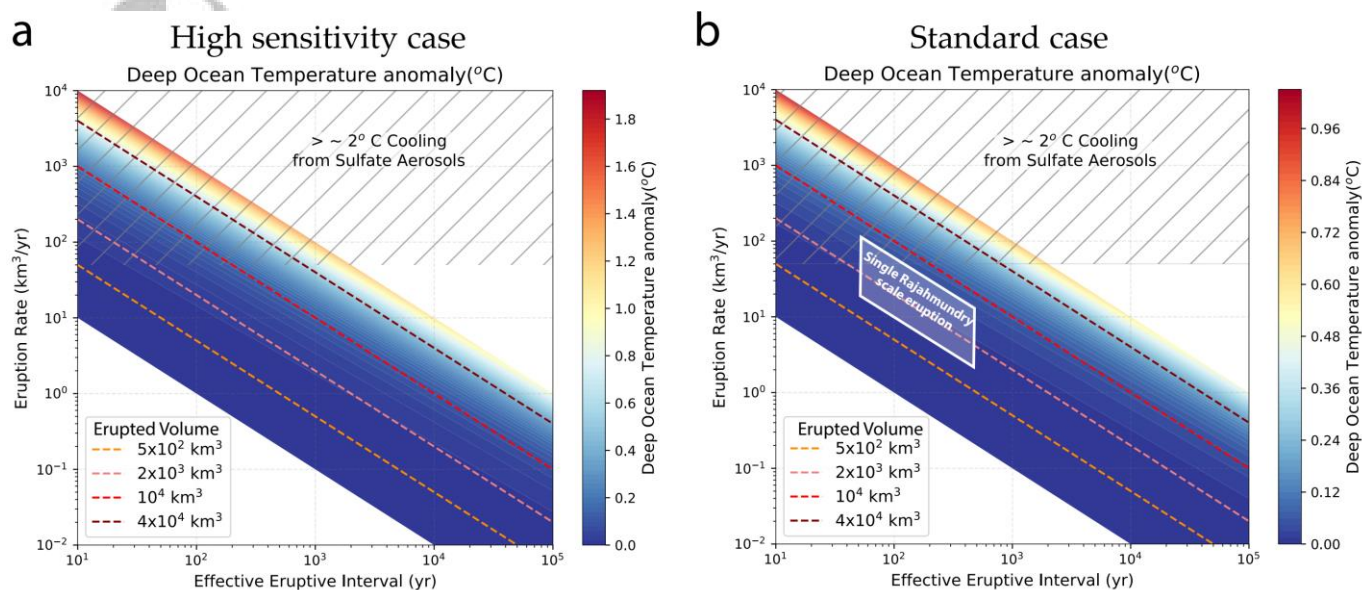 a
High sensitivity case
Deep Ocean Temperature anomaly(°C)
10⁴
10³
10²
10¹
10⁰
10⁻¹
10⁻²
Eruption Rate (km³/yr)
> ~ 2° C Cooling
from Sulfate Aerosols
Erupted Volume
5x10² km³
2x10³ km³
10⁴ km³
4x10⁴ km³
10¹ 10² 10³ 10⁴ 10⁵
Effective Eruptive Interval (yr)
1.8
1.6
1.4
1.2
1.0
0.8
0.6
0.4
0.2
0.0
Deep Ocean Temperature anomaly(°C)
b
Standard case
Deep Ocean Temperature anomaly(°C)
10⁴
10³
10²
10¹
10⁰
10⁻¹
10⁻²
Eruption Rate (km³/yr)
> ~ 2° C Cooling
from Sulfate Aerosols
Single Rajahmundry
scale eruption
Erupted Volume
5x10² km³
2x10³ km³
10⁴ km³
4x10⁴ km³
10¹ 10² 10³ 10⁴ 10⁵
Effective Eruptive Interval (yr)
0.96
0.84
0.72
0.60
0.48
0.36
0.24
0.12
0.00
Deep Ocean Temperature anomaly(°C)